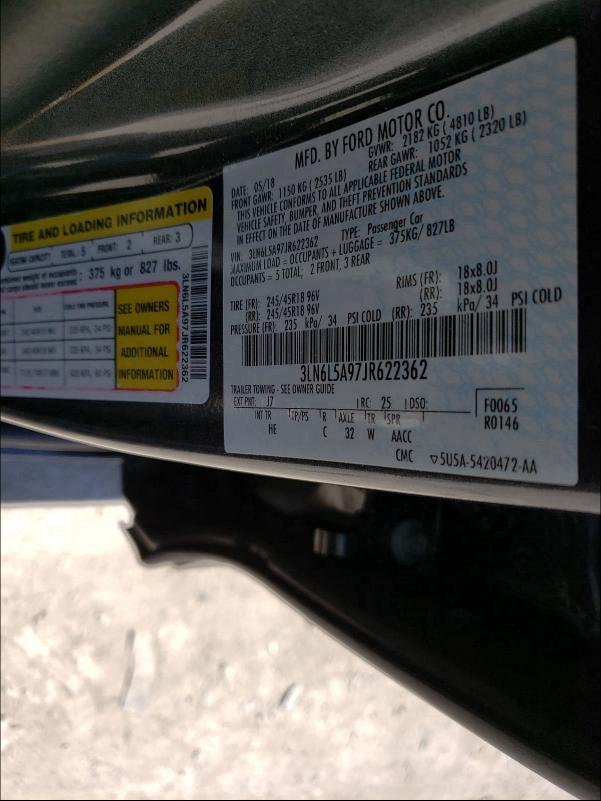 TIRE AND LOADING INFORMATION
SEATING CAPACITY TOTAL: 5 FRONT: 2 REAR: 3
375 kg or 827 lbs.
SEE OWNERS
MANUAL FOR
ADDITIONAL
INFORMATION
3LN6L5A97JR622362
MFD. BY FORD MOTOR CO.
DATE: 05/18 GVWR: 2182 KG ( 4810 LB)
FRONT GAWR: 1150 KG ( 2535 LB) REAR GAWR: 1052 KG ( 2320 LB)
THIS VEHICLE CONFORMS TO ALL APPLICABLE FEDERAL MOTOR
VEHICLE SAFETY, BUMPER, AND THEFT PREVENTION STANDARDS
IN EFFECT ON THE DATE OF MANUFACTURE SHOWN ABOVE.
VIN: 3LN6L5A97JR622362 TYPE: Passenger Car
MAXIMUM LOAD = OCCUPANTS + LUGGAGE = 375KG/ 827LB
OCCUPANTS = 5 TOTAL; 2 FRONT, 3 REAR
TIRE (FR): 245/45R18 96V RIMS (FR): 18x8.0J
(RR): 245/45R18 96V (RR): 18x8.0J
PRESSURE (FR): 235 kPa/ 34 PSI COLD (RR): 235 kPa/ 34 PSI COLD
3LN6L5A97JR622362
TRAILER TOWING - SEE OWNER GUIDE
EXT PNT: J7 RC: 25 DSO: F0065
INT TR TP/PS R AXLE TR SPR R0146
HE C 32 W AACC
CMC ▽5U5A-5420472-AA